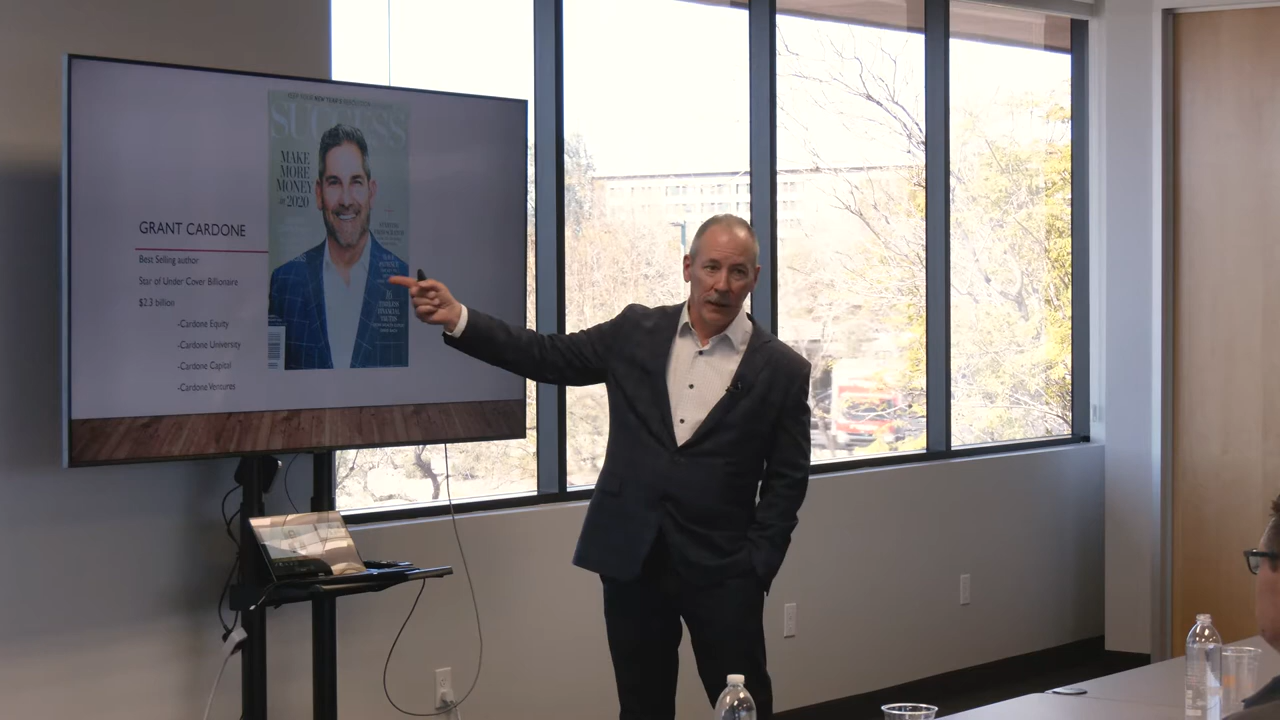 GRANT CARDONE
Best Selling author
Star of Under Cover Billionaire
$2.3 billion
-Cardone Equity
-Cardone University
-Cardone Capital
-Cardone Ventures
SUCCESS
MAKE
MORE
MONEY
in 2020